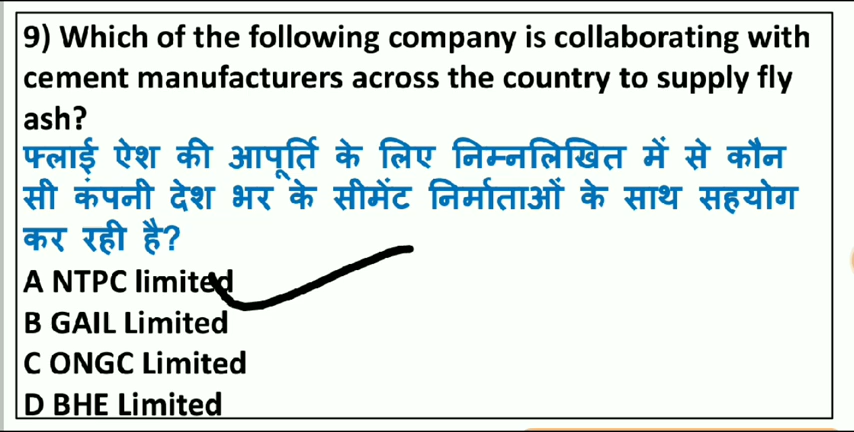 9) Which of the following company is collaborating with
cement manufacturers across the country to supply fly
ash?
फ्लाई ऐश की आपूर्ति के लिए निम्नलिखित में से कौन
सी कंपनी देश भर के सीमेंट निर्माताओं के साथ सहयोग
कर रही है?
A NTPC limited
B GAIL Limited
C ONGC Limited
D BHE Limited